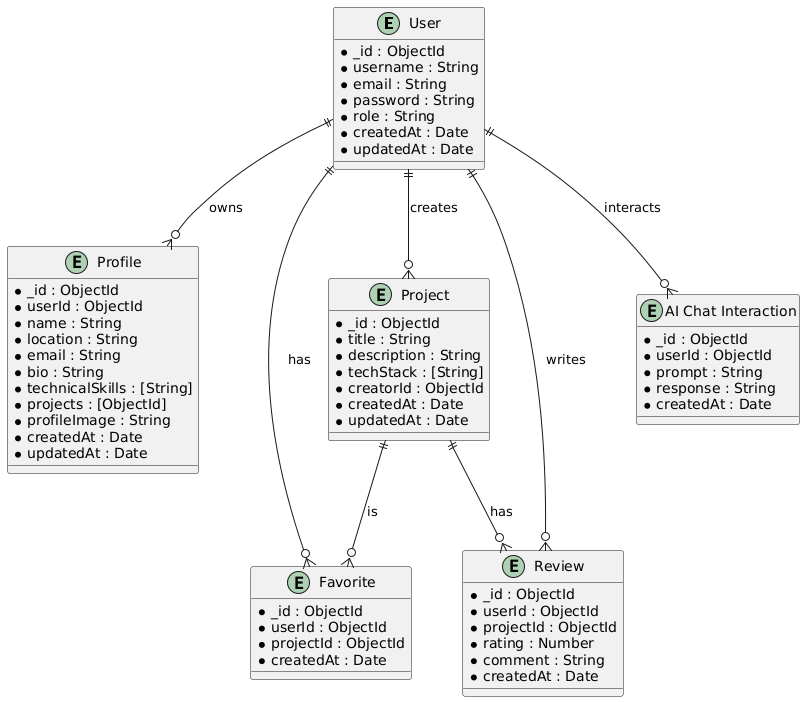 E User
_id : ObjectId
username : String
email : String
password : String
role : String
createdAt : Date
updatedAt : Date
owns
creates
interacts
E Profile
_id : ObjectId
userId : ObjectId
name : String
location : String
email : String
bio : String
technicalSkills : [String]
projects : [ObjectId]
profileImage : String
createdAt : Date
updatedAt : Date
has
E Project
_id : ObjectId
title : String
description : String
techStack : [String]
creatorId : ObjectId
createdAt : Date
updatedAt : Date
writes
E AI Chat Interaction
_id : ObjectId
userId : ObjectId
prompt : String
response : String
createdAt : Date
is
has
E Favorite
_id : ObjectId
userId : ObjectId
projectId : ObjectId
createdAt : Date
E Review
_id : ObjectId
userId : ObjectId
projectId : ObjectId
rating : Number
comment : String
createdAt : Date